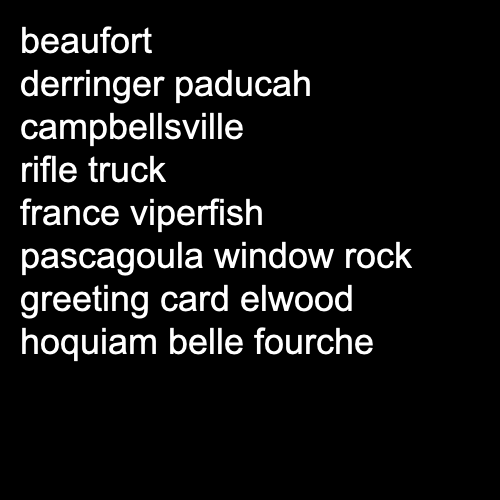 beaufort
derringer paducah
campbellsville
rifle truck
france viperfish
pascagoula window rock
greeting card elwood
hoquiam belle fourche